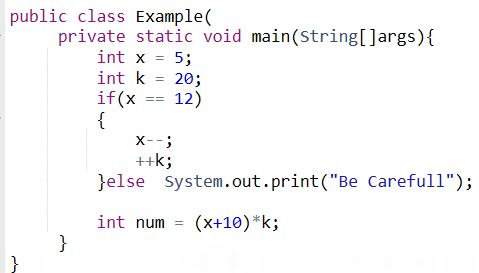 public class Example(
    private static void main(String[]args){
        int x = 5;
        int k = 20;
        if(x == 12)
        {
            x--;
            ++k;
        }else  System.out.print("Be Carefull");

        int num = (x+10)*k;
    }
}